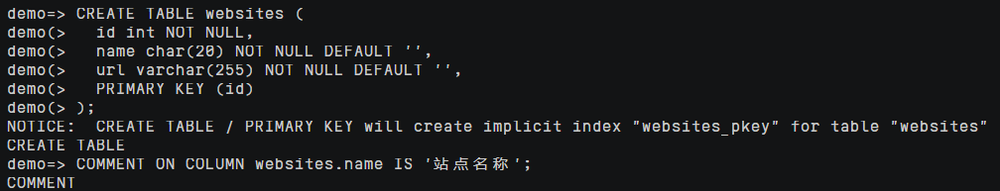 demo=> CREATE TABLE websites (
demo(>   id int NOT NULL,
demo(>   name char(20) NOT NULL DEFAULT '',
demo(>   url varchar(255) NOT NULL DEFAULT '',
demo(>   PRIMARY KEY (id)
demo(> );
NOTICE:  CREATE TABLE / PRIMARY KEY will create implicit index "websites_pkey" for table "websites"
CREATE TABLE
demo=> COMMENT ON COLUMN websites.name IS '站点名称';
COMMENT